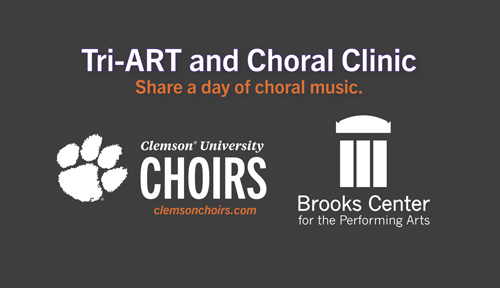 Tri-ART and Choral Clinic
Share a day of choral music.
Clemson® University
CHOIRS
clemsonchoirs.com
Brooks Center
for the Performing Arts